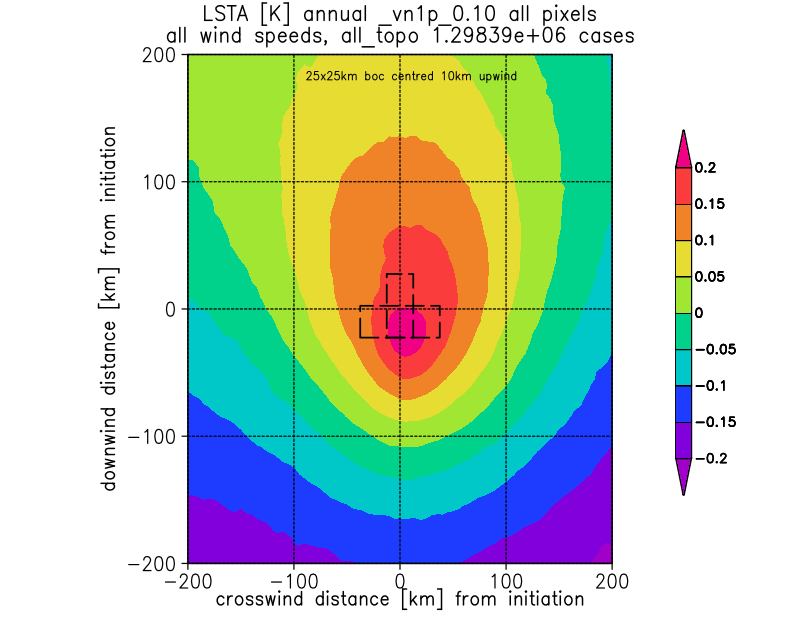 LSTA [K] annual _vn1p_0.10 all pixels
all wind speeds, all_topo 1.29839e+06 cases
25x25km boc centred 10km upwind
200
100
0
−100
−200
downwind distance [km] from initiation
−200 −100 0 100 200
crosswind distance [km] from initiation
0.2
0.15
0.1
0.05
0
−0.05
−0.1
−0.15
−0.2